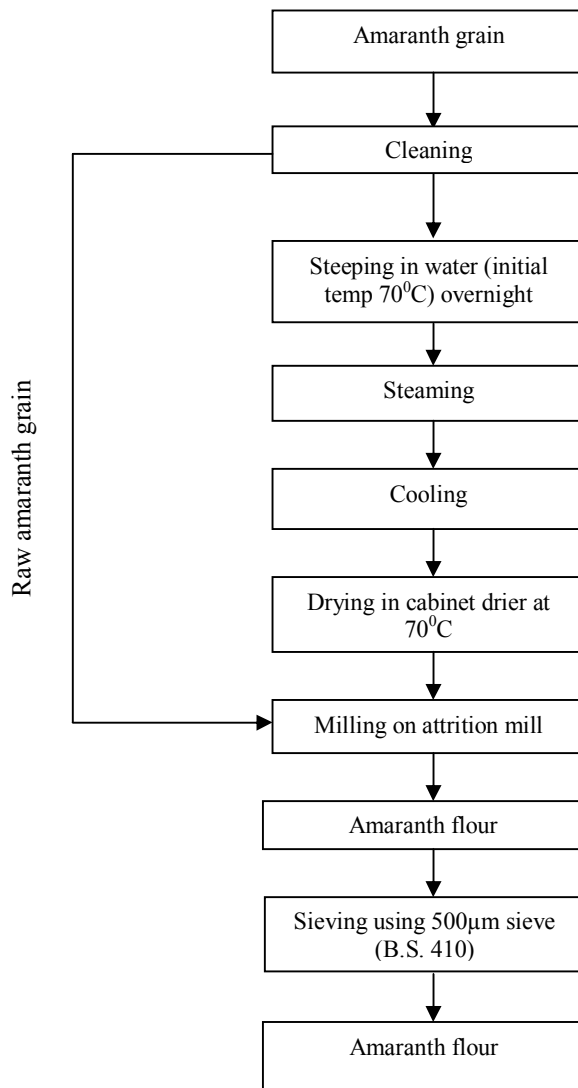 Amaranth grain
Cleaning
Steeping in water (initial
temp 70⁰C) overnight
Steaming
Cooling
Drying in cabinet drier at
70⁰C
Raw amaranth grain
Milling on attrition mill
Amaranth flour
Sieving using 500µm sieve
(B.S. 410)
Amaranth flour